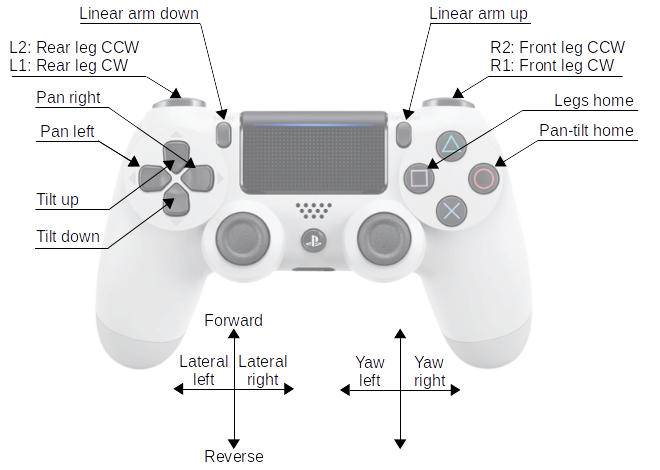 Linear arm down
Linear arm up
L2: Rear leg CCW
L1: Rear leg CW
R2: Front leg CCW
R1: Front leg CW
Pan right
Legs home
Pan left
Pan-tilt home
Tilt up
Tilt down
Forward
Lateral left
Lateral right
Yaw left
Yaw right
Reverse